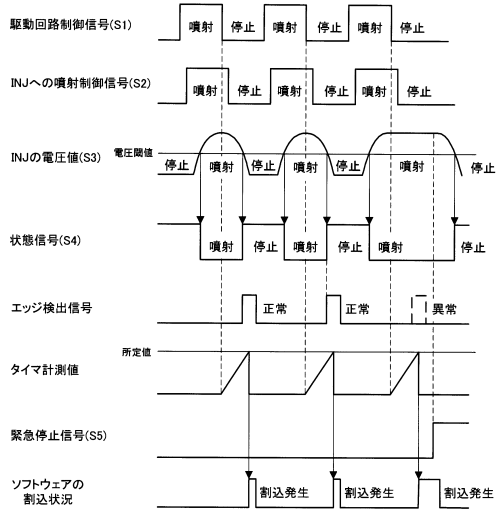 駆動回路制御信号(S1)
噴射 停止 噴射 停止 噴射 停止
INJへの噴射制御信号(S2)
噴射 停止 噴射 停止 噴射 停止
INJの電圧値(S3)
電圧閾値
停止 噴射 停止 噴射 停止 噴射 停止
状態信号(S4)
噴射 停止 噴射 停止 噴射 停止
エッジ検出信号
正常 正常 異常
所定値
タイマ計測値
緊急停止信号(S5)
ソフトウェアの
割込状況
割込発生 割込発生 割込発生